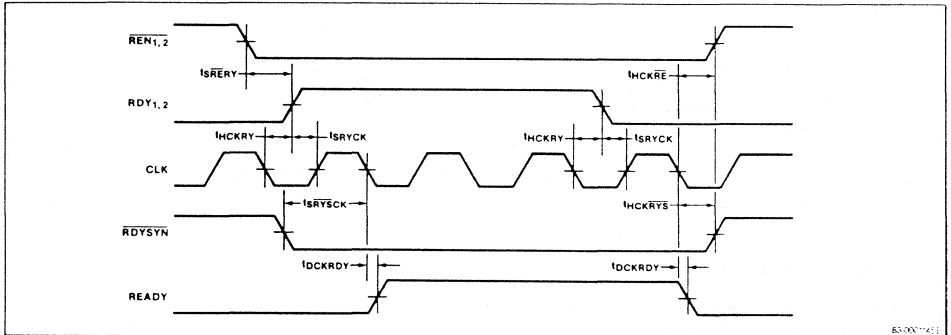 REN1,2
tSRERY
tHCKRE
RDY1,2
tHCKRY
tSRYCK
tHCKRY
tSRYCK
CLK
tSRYSCK
tHCKRYS
RDYSYN
tDCKRDY
tDCKRDY
READY